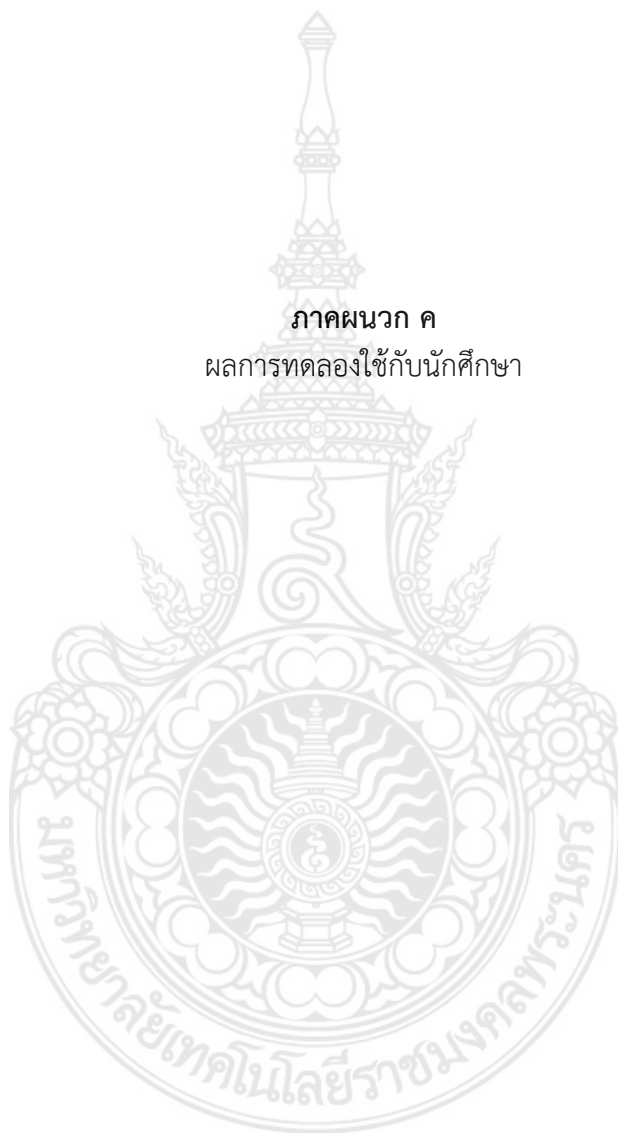 ภาคผนวก ค
ผลการทดลองใช้กับนักศึกษา
มหาวิทยาลัยเทคโนโลยีราชมงคลพระนคร